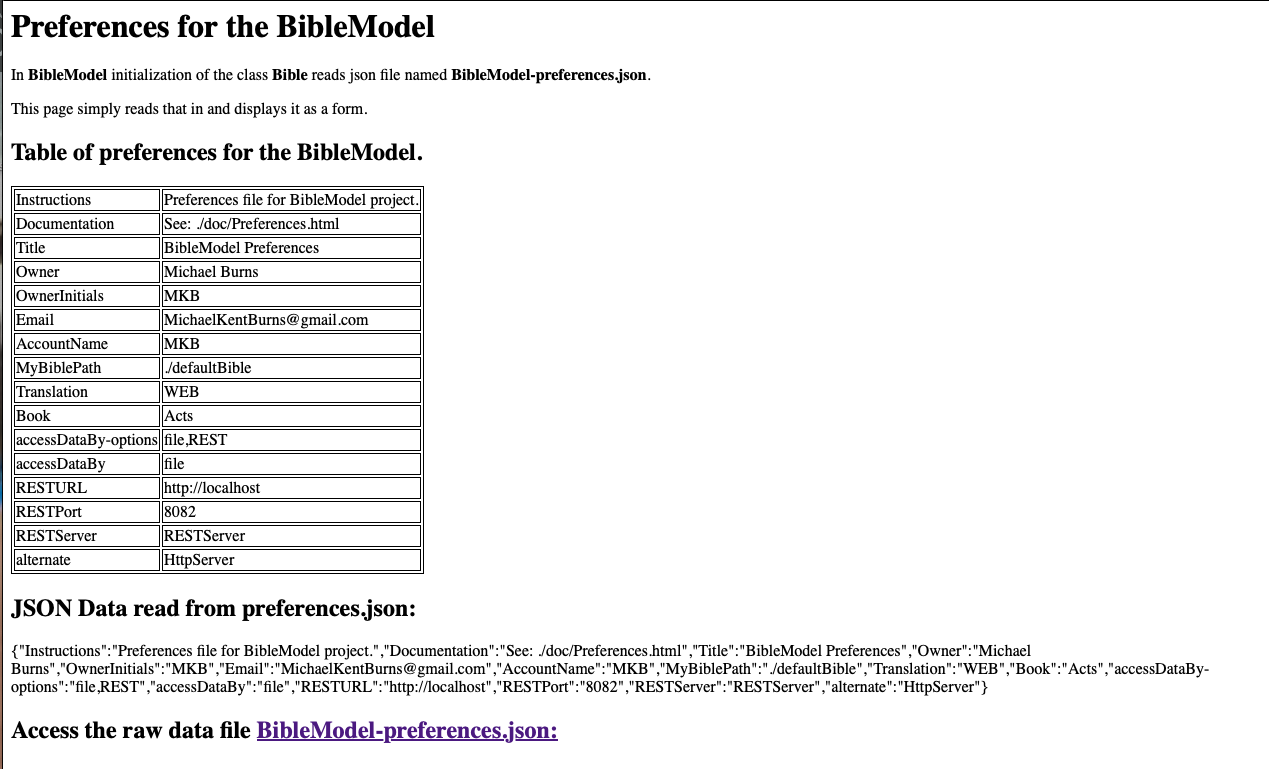 Preferences for the BibleModel
In BibleModel initialization of the class Bible reads json file named BibleModel-preferences.json.
This page simply reads that in and displays it as a form.
Table of preferences for the BibleModel.
Instructions Preferences file for BibleModel project.
Documentation See: ./doc/Preferences.html
Title BibleModel Preferences
Owner Michael Burns
OwnerInitials MKB
Email MichaelKentBurns@gmail.com
AccountName MKB
MyBiblePath ./defaultBible
Translation WEB
Book Acts
accessDataBy-options file,REST
accessDataBy file
RESTURL http://localhost
RESTPort 8082
RESTServer RESTServer
alternate HttpServer
JSON Data read from preferences.json:
{"Instructions":"Preferences file for BibleModel project.","Documentation":"See: ./doc/Preferences.html","Title":"BibleModel Preferences","Owner":"Michael
Burns","OwnerInitials":"MKB","Email":"MichaelKentBurns@gmail.com","AccountName":"MKB","MyBiblePath":"./defaultBible","Translation":"WEB","Book":"Acts","accessDataBy-
options":"file,REST","accessDataBy":"file","RESTURL":"http://localhost","RESTPort":"8082","RESTServer":"RESTServer","alternate":"HttpServer"}
Access the raw data file BibleModel-preferences.json: